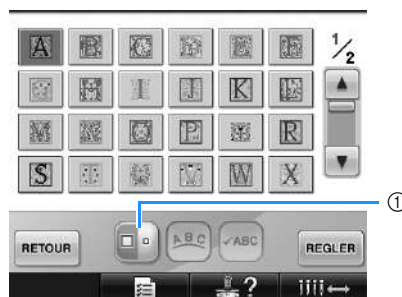 A B C D E F 1/2
G H I J K L
M N O P Q R
S T U V W X
①
RETOUR ABC ✓ABC REGLER
?